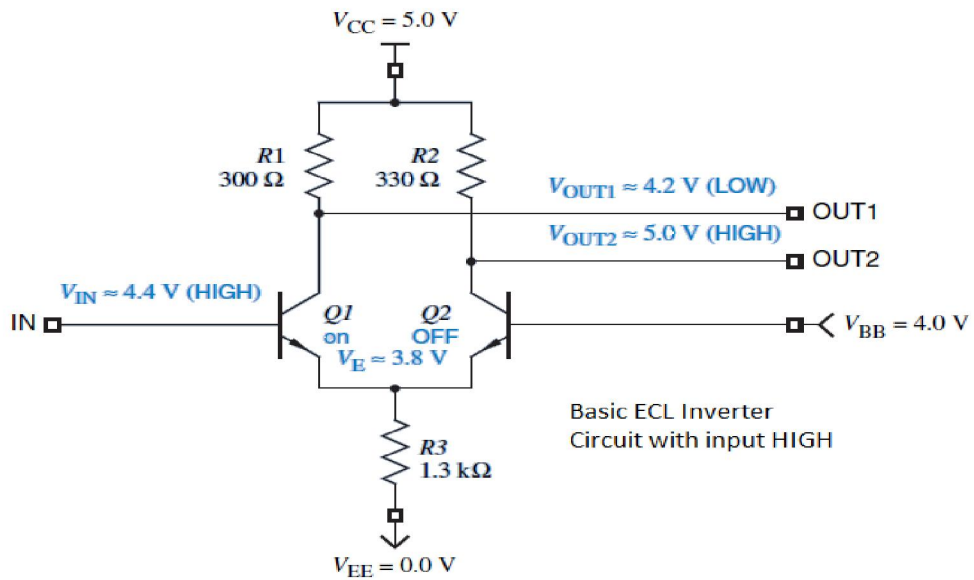 VCC = 5.0 V
R1
300 Ω
R2
330 Ω
VOUT1 ≈ 4.2 V (LOW)
OUT1
VOUT2 ≈ 5.0 V (HIGH)
OUT2
VIN ≈ 4.4 V (HIGH)
IN
Q1
on
Q2
OFF
VE ≈ 3.8 V
VBB = 4.0 V
Basic ECL Inverter
Circuit with input HIGH
R3
1.3 kΩ
VEE = 0.0 V